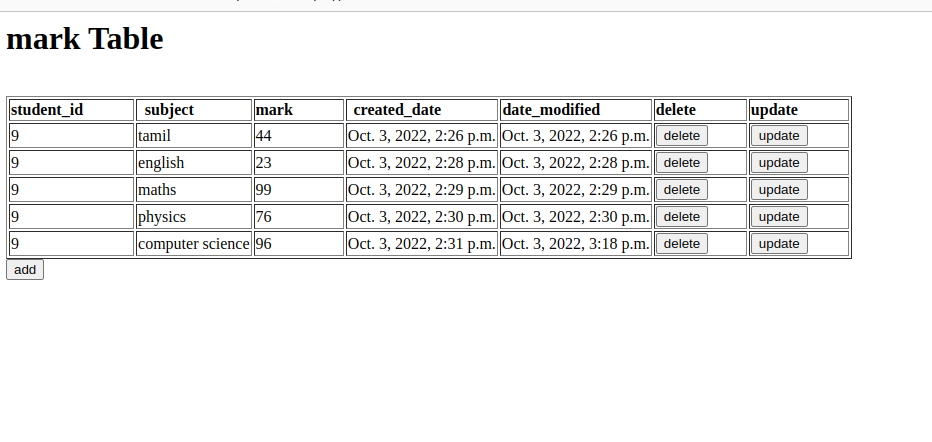 mark Table
student_id subject mark created_date date_modified delete update
9 tamil 44 Oct. 3, 2022, 2:26 p.m. Oct. 3, 2022, 2:26 p.m. delete update
9 english 23 Oct. 3, 2022, 2:28 p.m. Oct. 3, 2022, 2:28 p.m. delete update
9 maths 99 Oct. 3, 2022, 2:29 p.m. Oct. 3, 2022, 2:29 p.m. delete update
9 physics 76 Oct. 3, 2022, 2:30 p.m. Oct. 3, 2022, 2:30 p.m. delete update
9 computer science 96 Oct. 3, 2022, 2:31 p.m. Oct. 3, 2022, 3:18 p.m. delete update
add